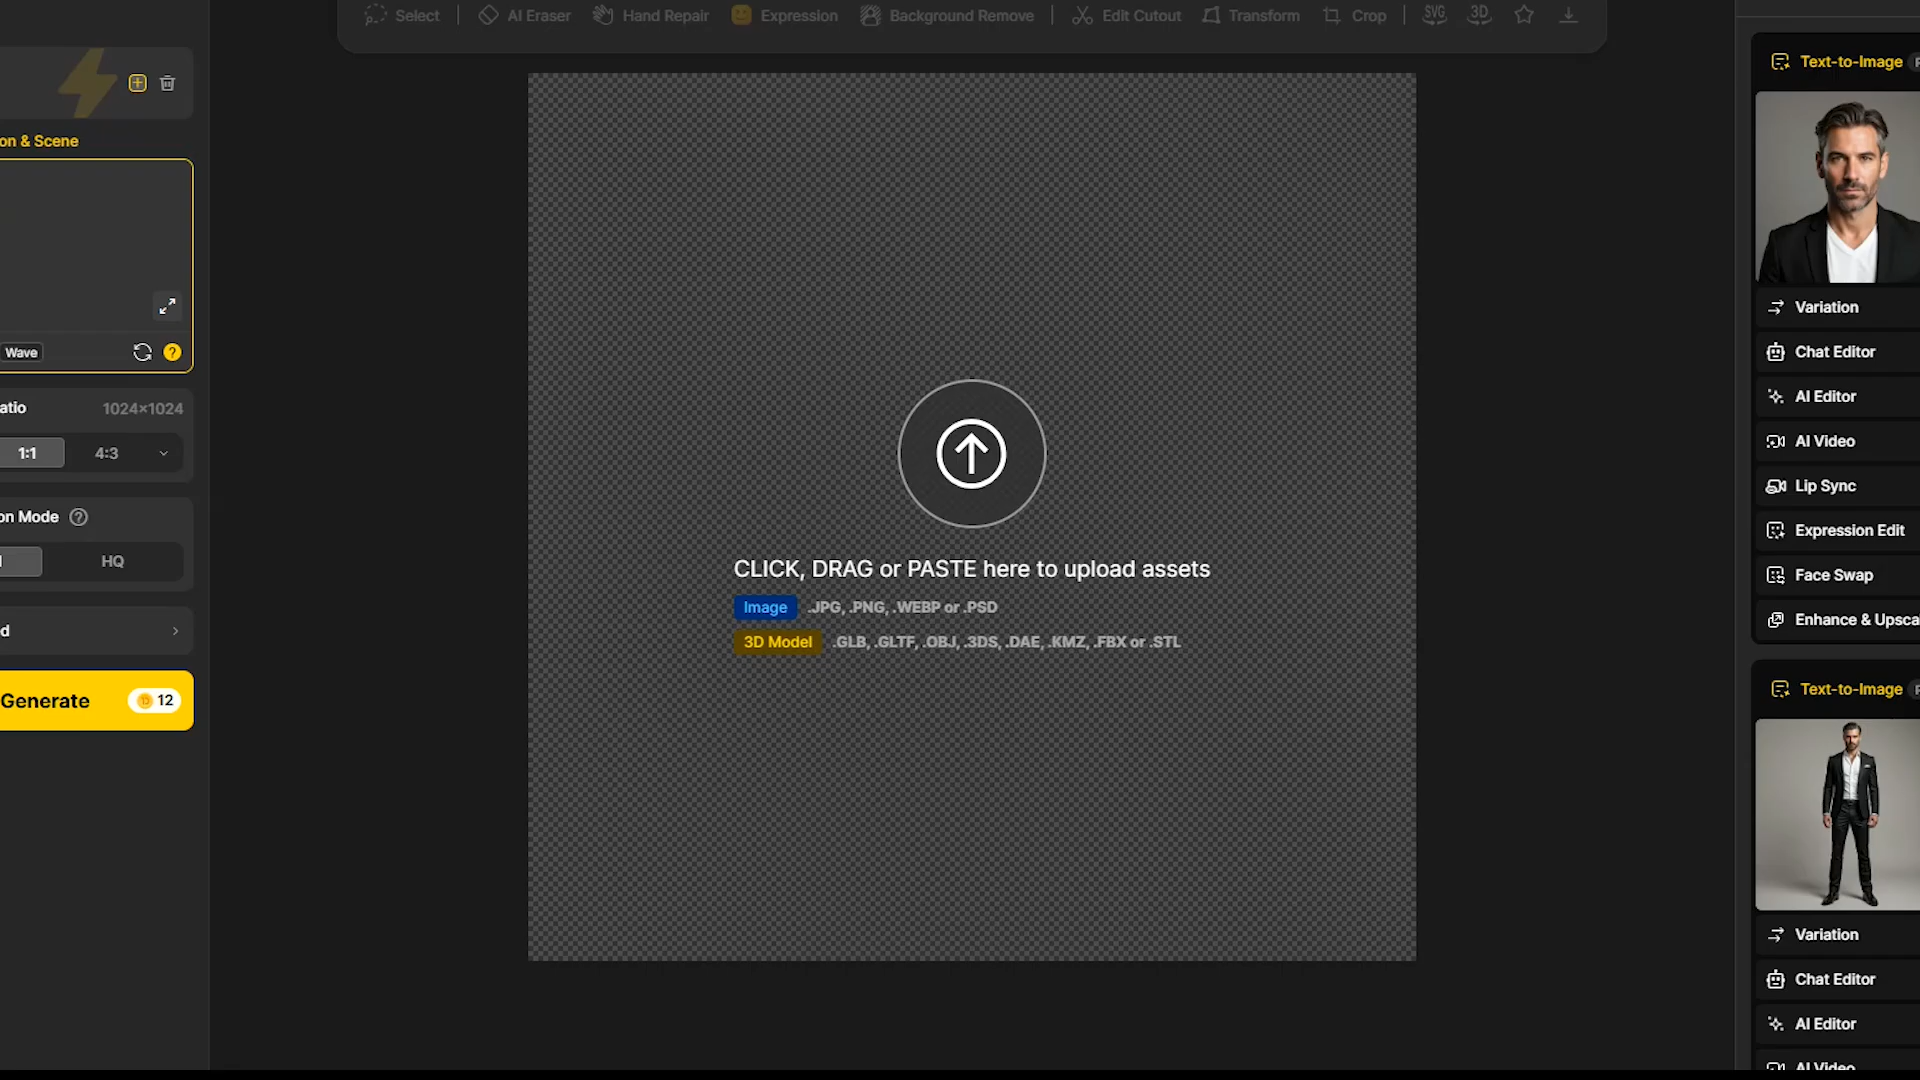 Select
AI Eraser
Hand Repair
Expression
Background Remove
Edit Cutout
Transform
Crop
SVG
3D
on & Scene
Wave
?
atio
1024×1024
1:1
4:3
on Mode
?
HQ
d
Generate
12
CLICK, DRAG or PASTE here to upload assets
Image .JPG, .PNG, .WEBP or .PSD
3D Model .GLB, .GLTF, .OBJ, .3DS, .DAE, .KMZ, .FBX or .STL
Text-to-Image
Variation
Chat Editor
AI Editor
AI Video
Lip Sync
Expression Edit
Face Swap
Enhance & Upsca
Text-to-Image
Variation
Chat Editor
AI Editor
AI Video